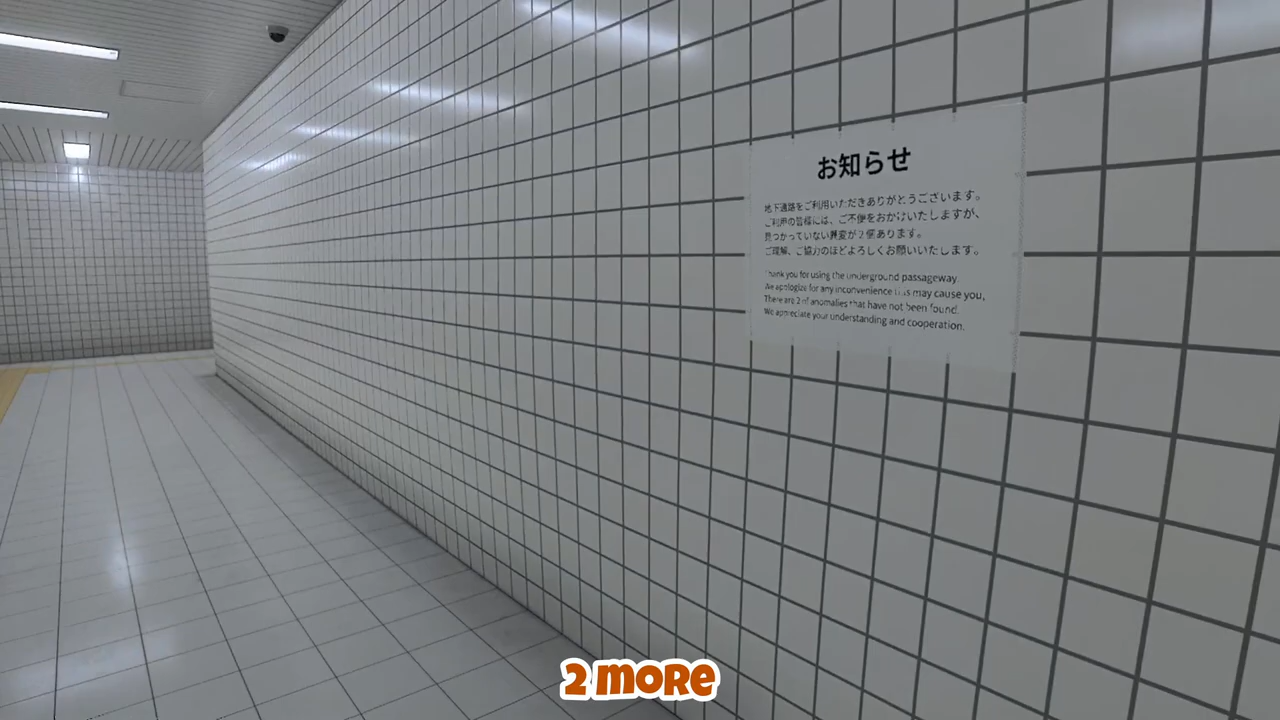 お知らせ
地下通路をご利用いただきありがとうございます。
ご利用の皆様には、ご不便をおかけいたしますが、
見つかっていない異変が2個あります。
ご理解、ご協力のほどよろしくお願いいたします。
Thank you for using the underground passageway.
We apologize for any inconvenience this may cause you,
There are 2 of anomalies that have not been found.
We appreciate your understanding and cooperation.
2 more